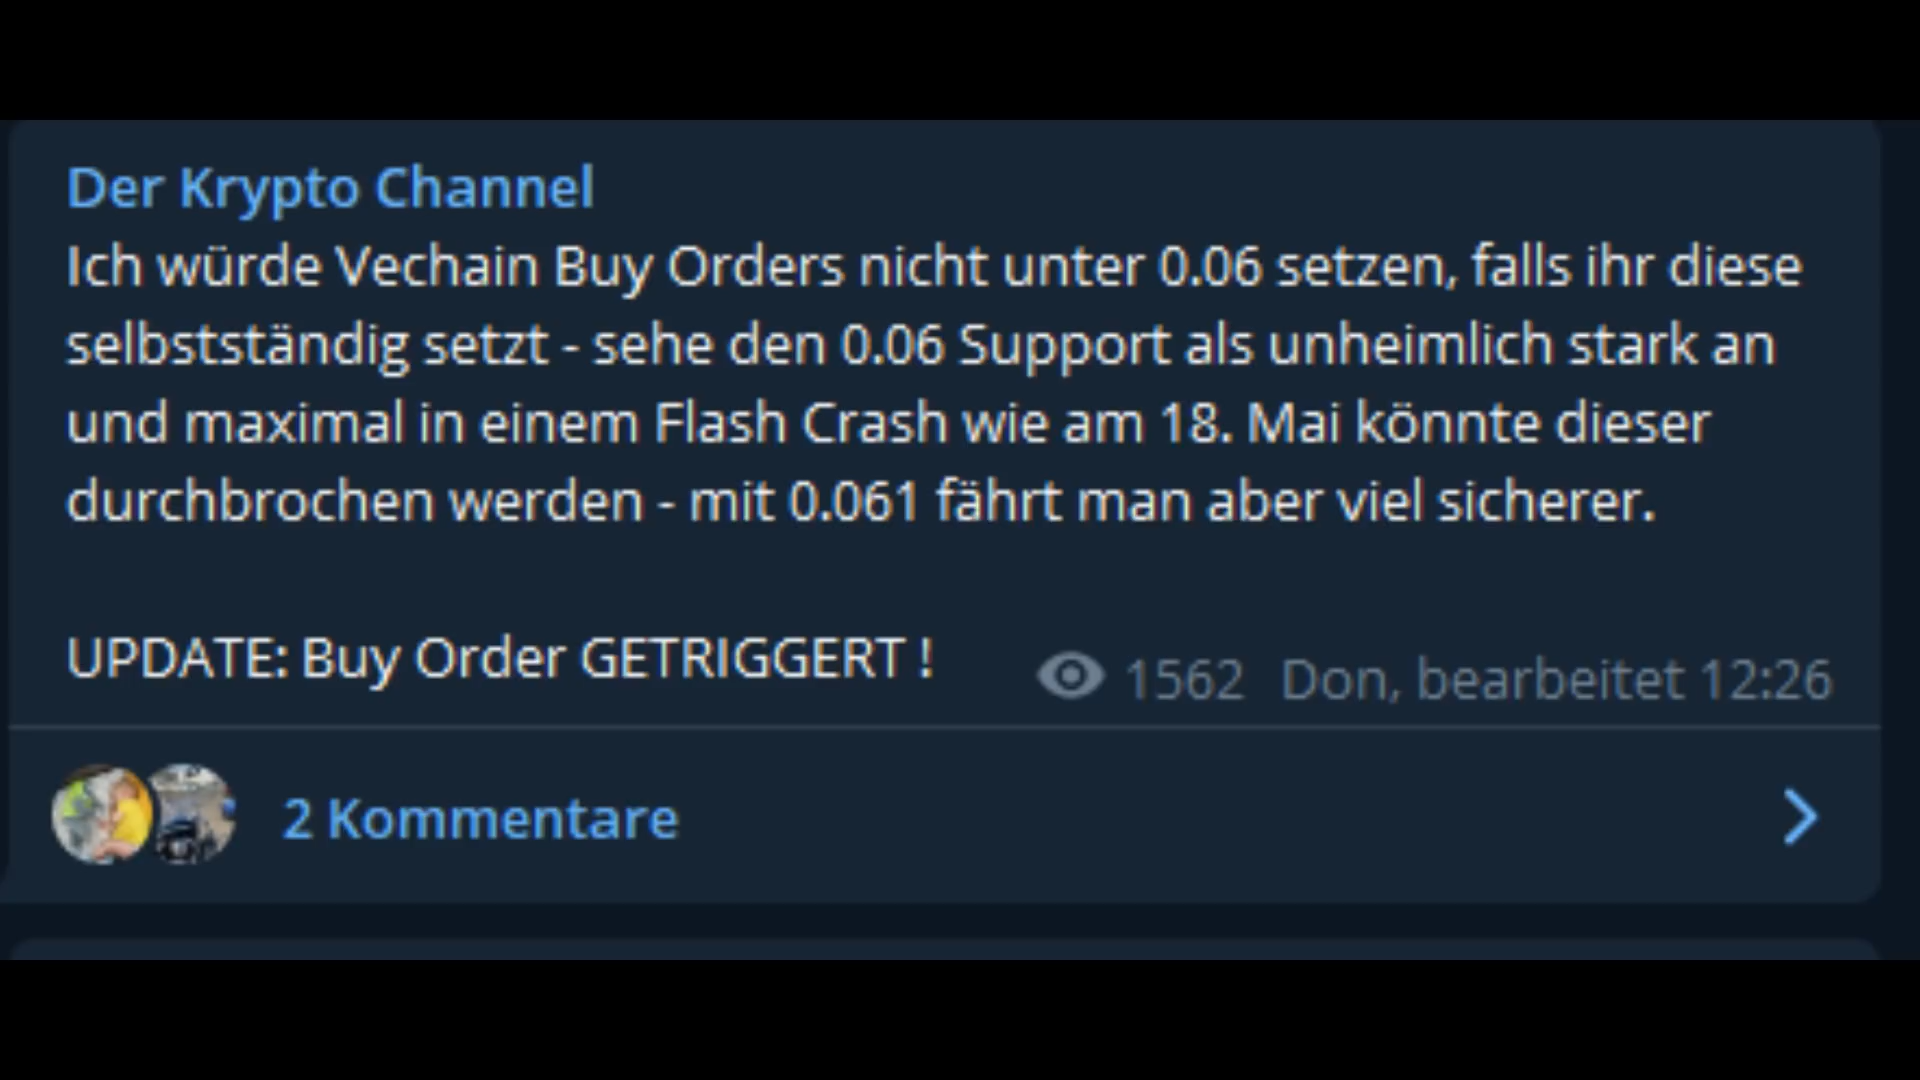 Der Krypto Channel
Ich würde Vechain Buy Orders nicht unter 0.06 setzen, falls ihr diese
selbstständig setzt - sehe den 0.06 Support als unheimlich stark an
und maximal in einem Flash Crash wie am 18. Mai könnte dieser
durchbrochen werden - mit 0.061 fährt man aber viel sicherer.
UPDATE: Buy Order GETRIGGERT !
1562 Don, bearbeitet 12:26
2 Kommentare